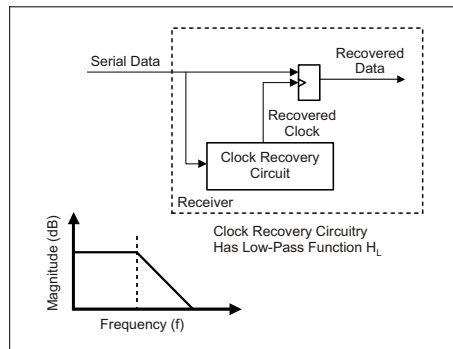 Serial Data
Recovered
Data
Recovered
Clock
Clock Recovery
Circuit
Receiver
Clock Recovery Circuitry
Has Low-Pass Function H_L
Magnitude (dB)
Frequency (f)